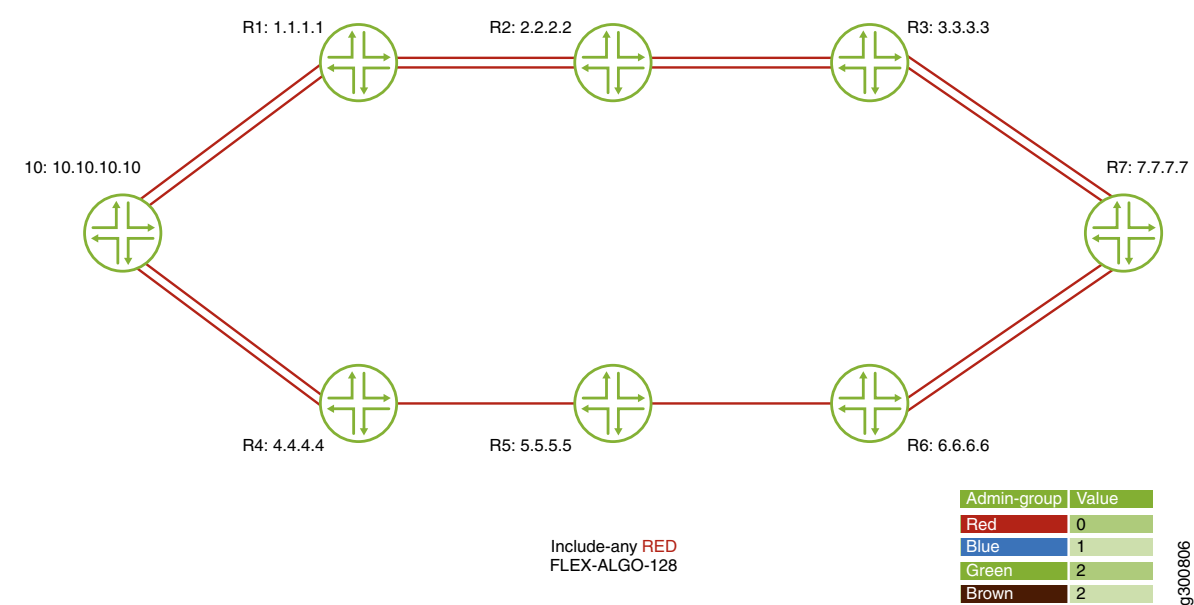 R1: 1.1.1.1
R2: 2.2.2.2
R3: 3.3.3.3
10: 10.10.10.10
R7: 7.7.7.7
R4: 4.4.4.4
R5: 5.5.5.5
R6: 6.6.6.6
Include-any RED
FLEX-ALGO-128
Admin-group Value
Red 0
Blue 1
Green 2
Brown 2
g300806